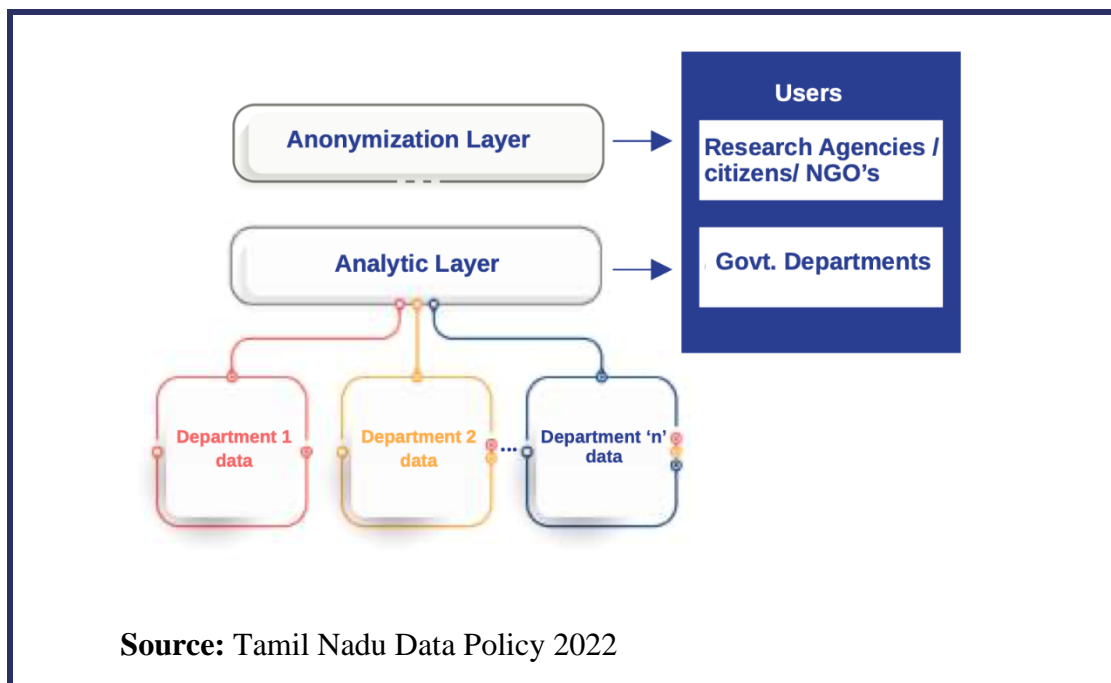 Users
Anonymization Layer
Research Agencies /
citizens/ NGO’s
Analytic Layer
Govt. Departments
Department 1
data
Department 2
data
...
Department ‘n’
data
Source: Tamil Nadu Data Policy 2022